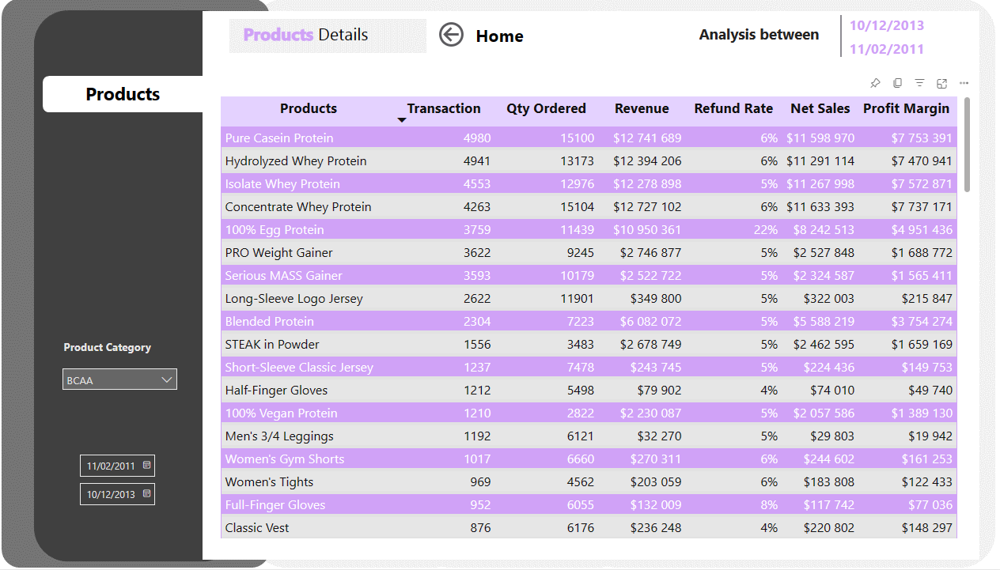 Products Details
Home
Analysis between
10/12/2013
11/02/2011
Products
Product Category
BCAA
11/02/2011
10/12/2013
Products Transaction Qty Ordered Revenue Refund Rate Net Sales Profit Margin
Pure Casein Protein 4980 15100 $12 741 689 6% $11 598 970 $7 753 391
Hydrolyzed Whey Protein 4941 13173 $12 394 206 6% $11 291 114 $7 470 941
Isolate Whey Protein 4553 12976 $12 278 898 5% $11 267 998 $7 572 871
Concentrate Whey Protein 4263 15104 $12 727 102 6% $11 633 393 $7 737 171
100% Egg Protein 3759 11439 $10 950 361 22% $8 242 513 $4 951 436
PRO Weight Gainer 3622 9245 $2 746 877 5% $2 527 848 $1 688 772
Serious MASS Gainer 3593 10179 $2 522 722 5% $2 324 587 $1 565 411
Long-Sleeve Logo Jersey 2622 11901 $349 800 5% $322 003 $215 847
Blended Protein 2304 7223 $6 082 072 5% $5 588 219 $3 754 274
STEAK in Powder 1556 3483 $2 678 749 5% $2 462 595 $1 659 169
Short-Sleeve Classic Jersey 1237 7478 $243 745 5% $224 436 $149 753
Half-Finger Gloves 1212 5498 $79 902 4% $74 010 $49 740
100% Vegan Protein 1210 2822 $2 230 087 5% $2 057 586 $1 389 130
Men's 3/4 Leggings 1192 6121 $32 270 5% $29 803 $19 942
Women's Gym Shorts 1017 6660 $270 311 6% $244 602 $161 253
Women's Tights 969 4562 $203 059 6% $183 808 $122 433
Full-Finger Gloves 952 6055 $132 009 8% $117 742 $77 036
Classic Vest 876 6176 $236 248 4% $220 802 $148 297